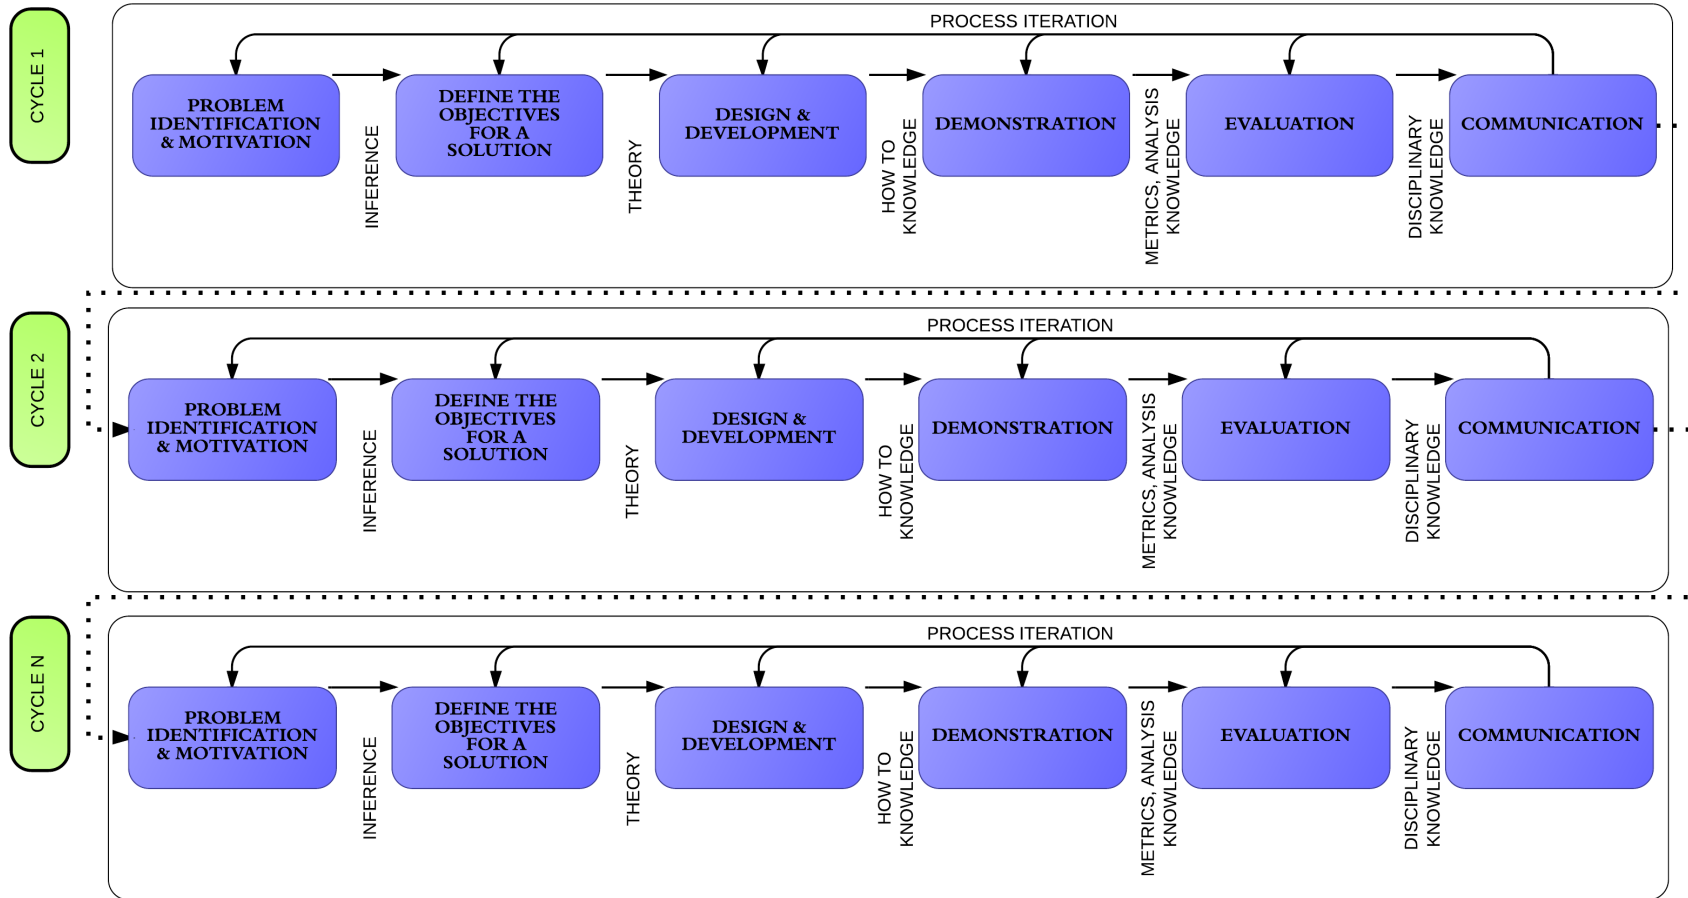 CYCLE 1
PROCESS ITERATION
PROBLEM
IDENTIFICATION
& MOTIVATION
INFERENCE
DEFINE THE
OBJECTIVES
FOR A
SOLUTION
THEORY
DESIGN &
DEVELOPMENT
HOW TO
KNOWLEDGE
DEMONSTRATION
METRICS, ANALYSIS
KNOWLEDGE
EVALUATION
DISCIPLINARY
KNOWLEDGE
COMMUNICATION
CYCLE 2
PROCESS ITERATION
PROBLEM
IDENTIFICATION
& MOTIVATION
INFERENCE
DEFINE THE
OBJECTIVES
FOR A
SOLUTION
THEORY
DESIGN &
DEVELOPMENT
HOW TO
KNOWLEDGE
DEMONSTRATION
METRICS, ANALYSIS
KNOWLEDGE
EVALUATION
DISCIPLINARY
KNOWLEDGE
COMMUNICATION
CYCLE N
PROCESS ITERATION
PROBLEM
IDENTIFICATION
& MOTIVATION
INFERENCE
DEFINE THE
OBJECTIVES
FOR A
SOLUTION
THEORY
DESIGN &
DEVELOPMENT
HOW TO
KNOWLEDGE
DEMONSTRATION
METRICS, ANALYSIS
KNOWLEDGE
EVALUATION
DISCIPLINARY
KNOWLEDGE
COMMUNICATION